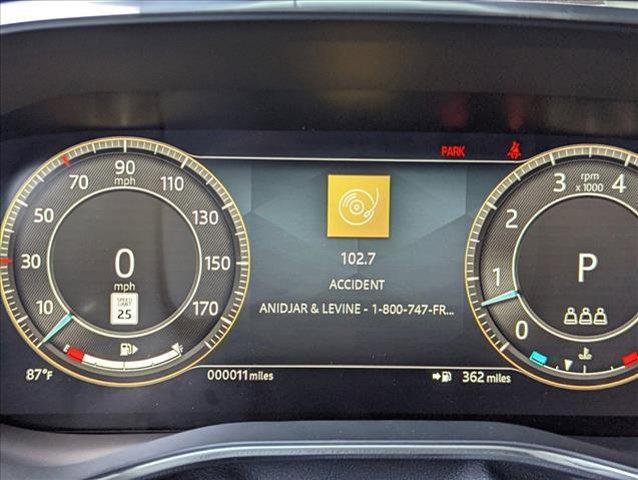 PARK
90
mph
70
110
50
130
30
150
10
170
0
mph
SPEED
LIMIT
25
E
F
87°F
000011 miles
102.7
ACCIDENT
ANIDJAR & LEVINE - 1-800-747-FR...
362 miles
3
rpm
x 1000
4
2
1
0
P